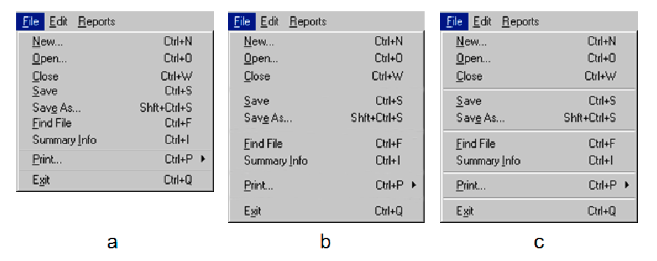 File Edit Reports
New... Ctrl+N
Open... Ctrl+O
Close Ctrl+W
Save Ctrl+S
Save As... Shft+Ctrl+S
Find File Ctrl+F
Summary Info Ctrl+I
Print... Ctrl+P
Exit Ctrl+Q
a
File Edit Reports
New... Ctrl+N
Open... Ctrl+O
Close Ctrl+W
Save Ctrl+S
Save As... Shft+Ctrl+S
Find File Ctrl+F
Summary Info Ctrl+I
Print... Ctrl+P
Exit Ctrl+Q
b
File Edit Reports
New... Ctrl+N
Open... Ctrl+O
Close Ctrl+W
Save Ctrl+S
Save As... Shft+Ctrl+S
Find File Ctrl+F
Summary Info Ctrl+I
Print... Ctrl+P
Exit Ctrl+Q
c